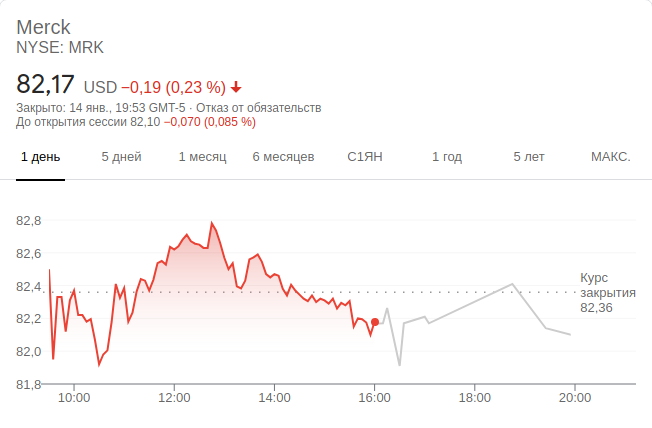 Merck
NYSE: MRK
82,17 USD −0,19 (0,23 %)
Закрыто: 14 янв., 19:53 GMT-5 · Отказ от обязательств
До открытия сессии 82,10 −0,070 (0,085 %)
1 день 5 дней 1 месяц 6 месяцев С1ЯН 1 год 5 лет МАКС.
82,8
82,6
82,4
82,2
82,0
81,8
Курс
закрытия
82,36
10:00 12:00 14:00 16:00 18:00 20:00